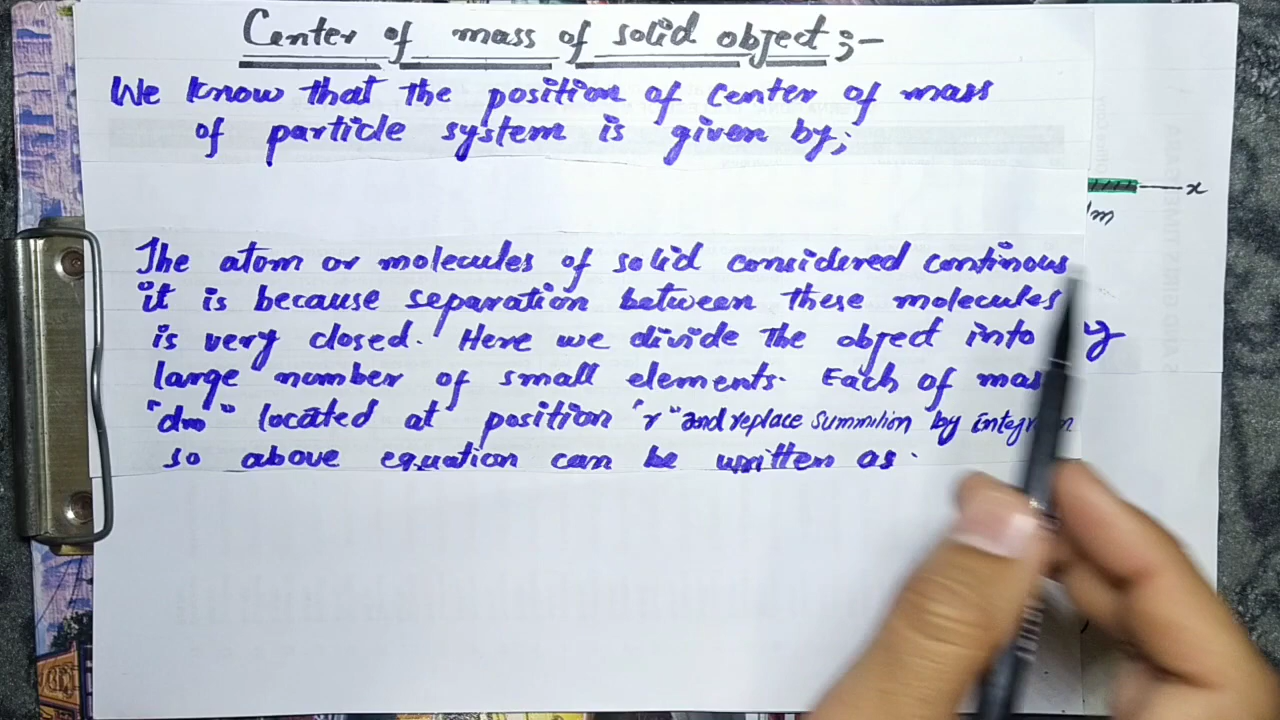 Center of mass of solid object ;-
We know that the position of center of mass
of particle system is given by;
x
The atom or molecules of solid considered continous
it is because separation between these molecules
is very closed. Here we divide the object into
large number of small elements. Each of mas
"dm" located at position "r" and replace summition by
so above equation can be written as.